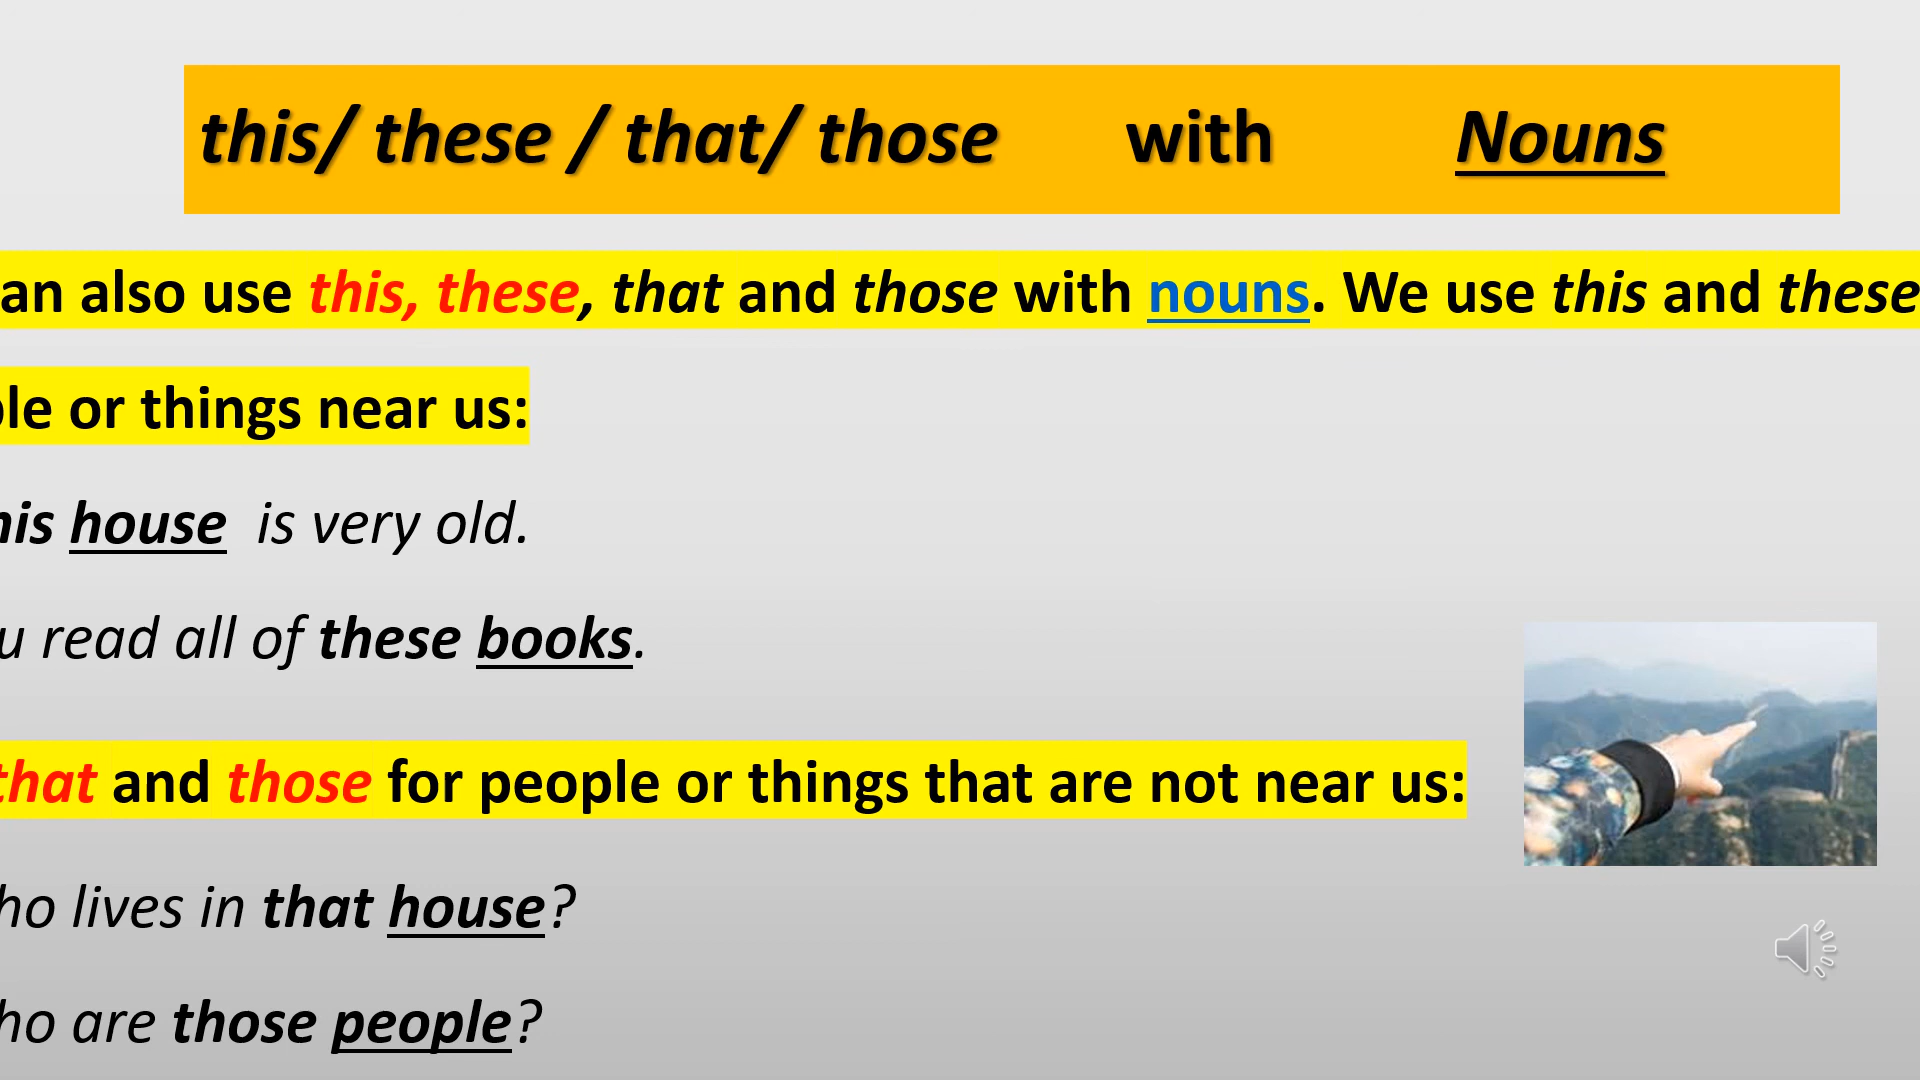 this/ these / that/ those with Nouns
an also use this, these, that and those with nouns. We use this and these
ple or things near us:
his house is very old.
u read all of these books.
that and those for people or things that are not near us:
ho lives in that house?
ho are those people?